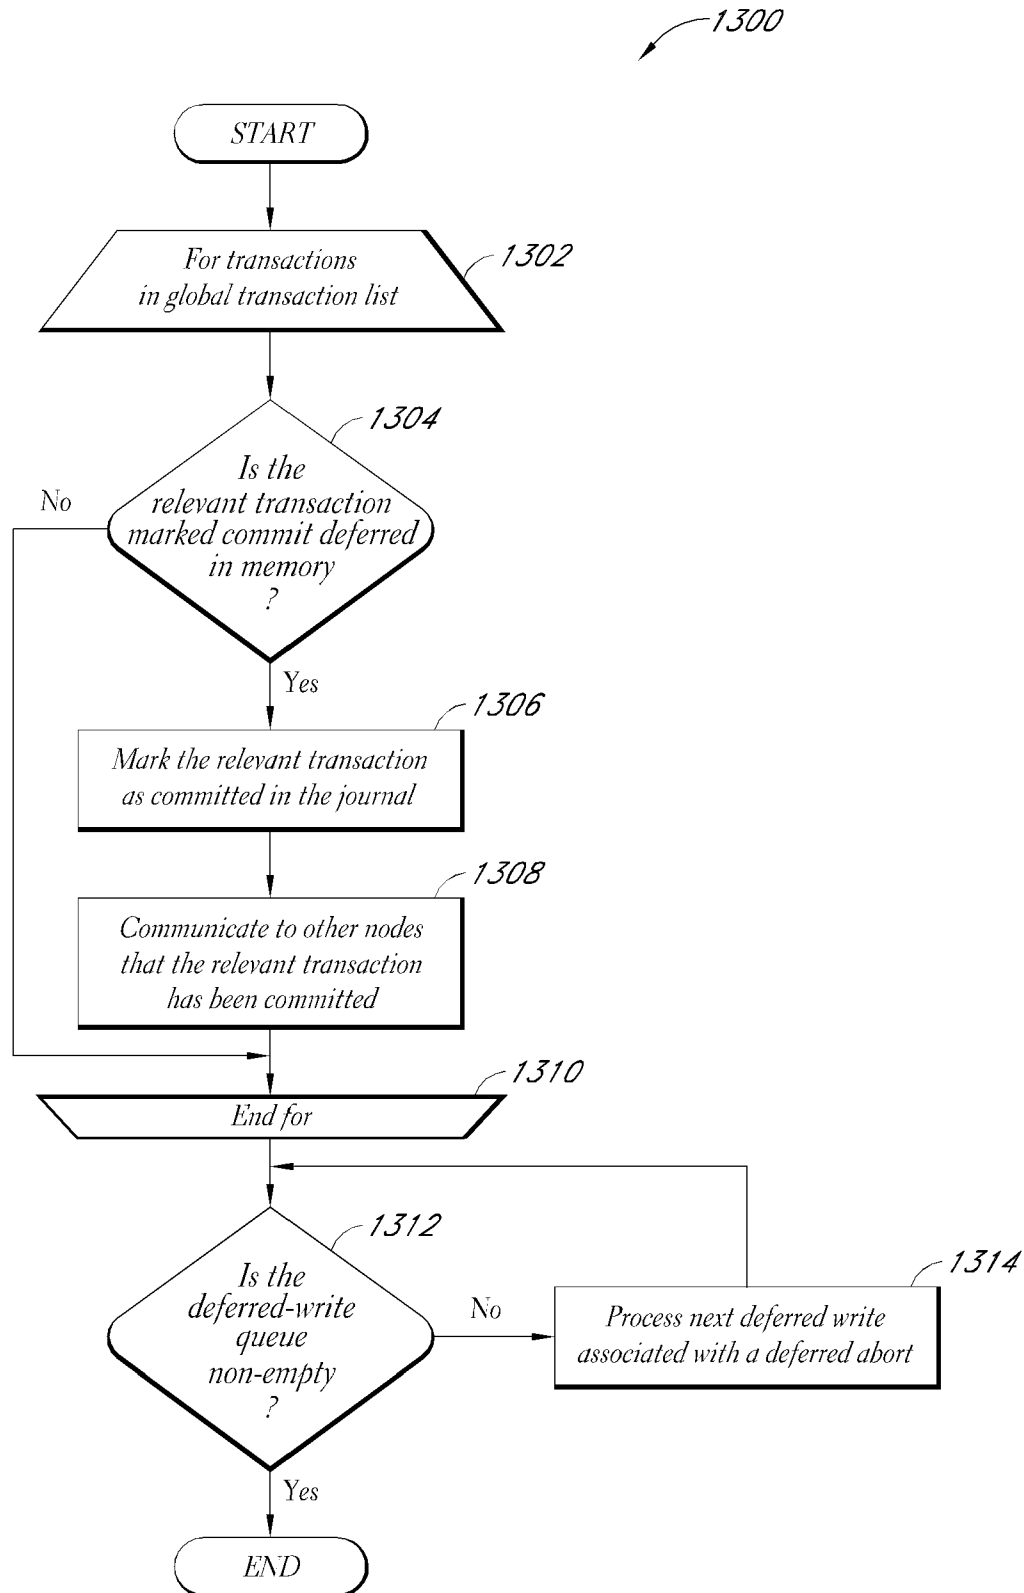 1300
START
For transactions
in global transaction list
1302
1304
Is the
relevant transaction
marked commit deferred
in memory
?
No
Yes
1306
Mark the relevant transaction
as committed in the journal
1308
Communicate to other nodes
that the relevant transaction
has been committed
1310
End for
1312
Is the
deferred-write
queue
non-empty
?
No
1314
Process next deferred write
associated with a deferred abort
Yes
END